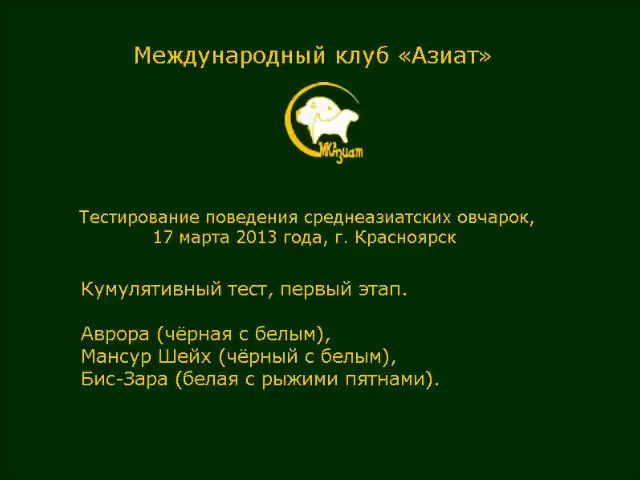 Международный клуб «Азиат»
МКАзиат
Тестирование поведения среднеазиатских овчарок,
17 марта 2013 года, г. Красноярск
Кумулятивный тест, первый этап.
Аврора (чёрная с белым),
Мансур Шейх (чёрный с белым),
Бис-Зара (белая с рыжими пятнами).